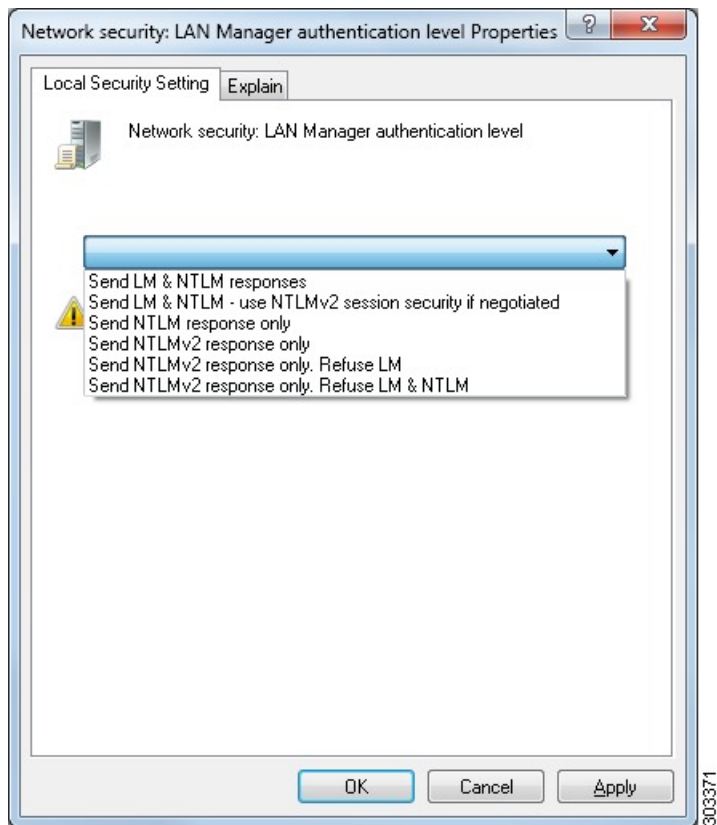 Network security: LAN Manager authentication level Properties
Local Security Setting
Explain
Network security: LAN Manager authentication level
Send LM & NTLM responses
Send LM & NTLM - use NTLMv2 session security if negotiated
Send NTLM response only
Send NTLMv2 response only
Send NTLMv2 response only. Refuse LM
Send NTLMv2 response only. Refuse LM & NTLM
OK
Cancel
Apply
303371